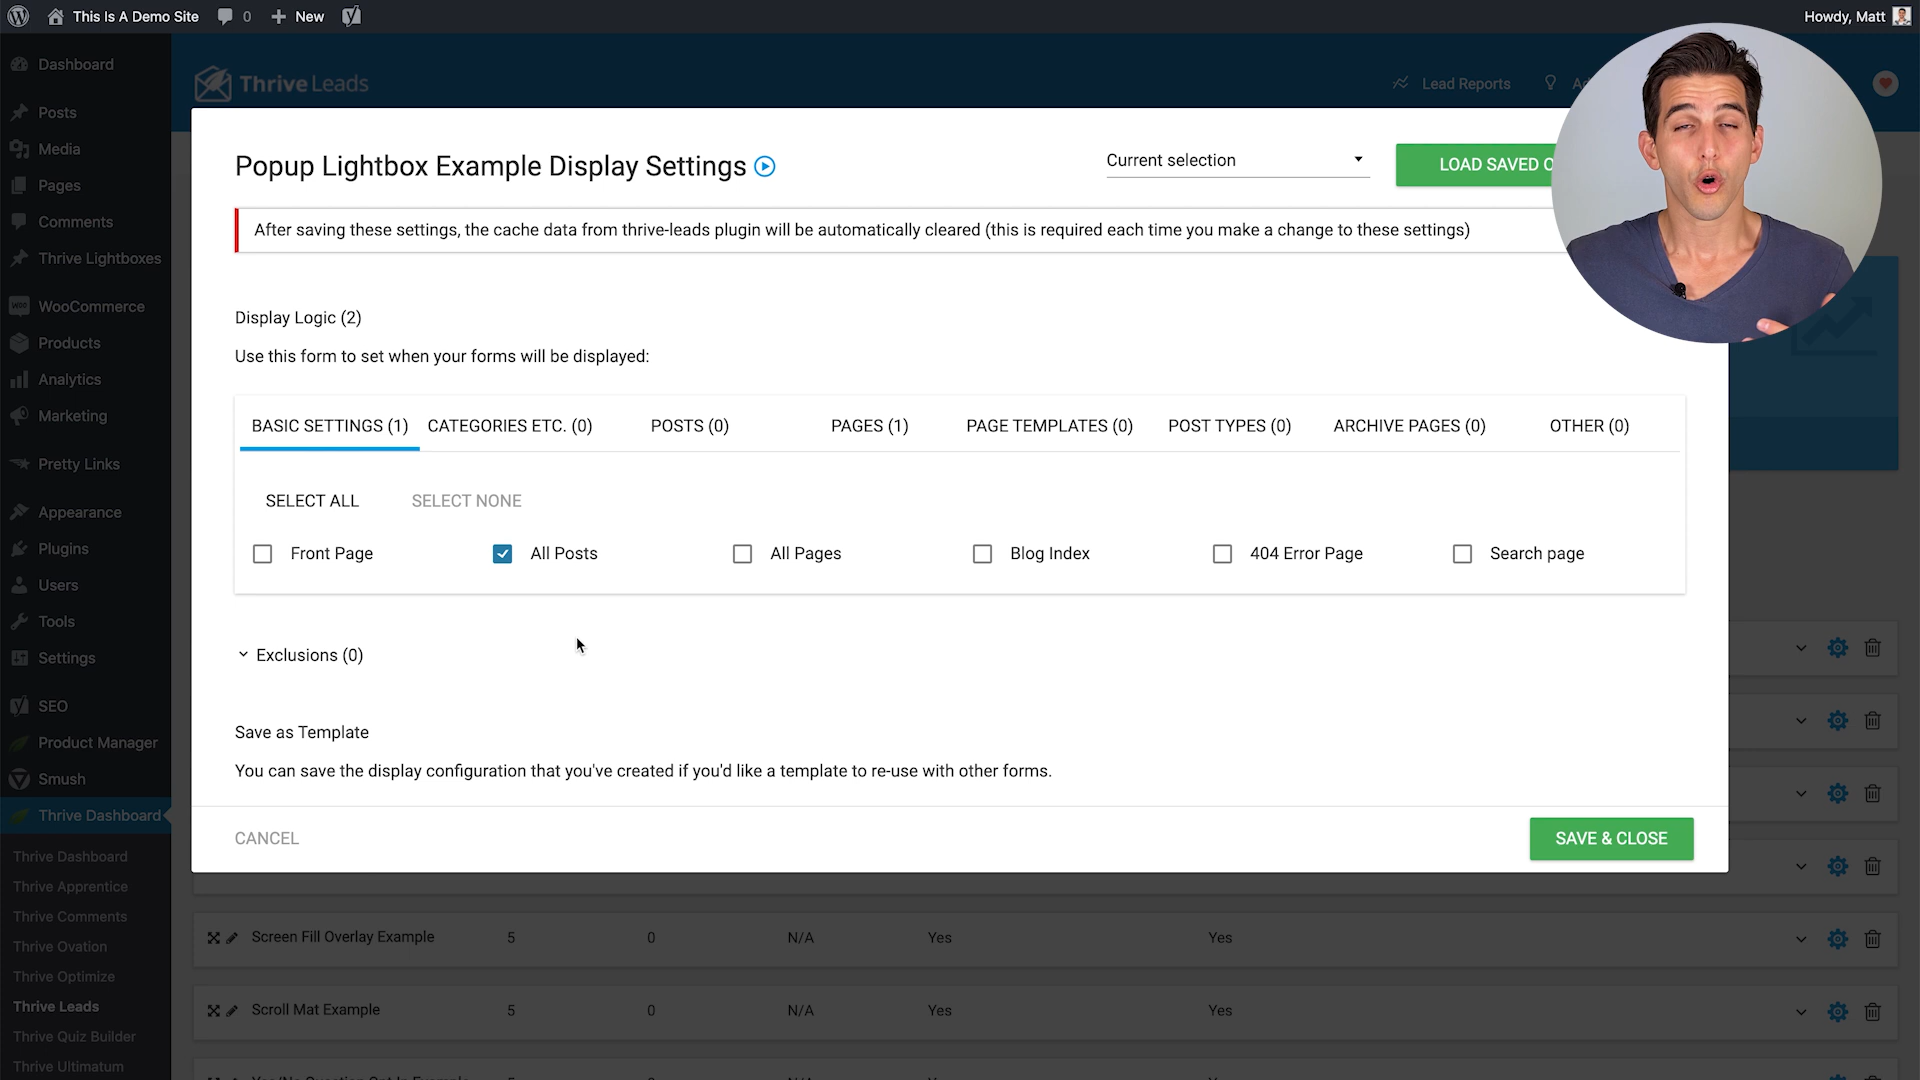 This Is A Demo Site 0 New Howdy, Matt
Dashboard
Posts
Media
Pages
Comments
Thrive Lightboxes
WooCommerce
Products
Analytics
Marketing
Pretty Links
Appearance
Plugins
Users
Tools
Settings
SEO
Product Manager
Smush
Thrive Dashboard
Thrive Dashboard
Thrive Apprentice
Thrive Comments
Thrive Ovation
Thrive Optimize
Thrive Leads
Thrive Quiz Builder
Thrive Ultimatum
Thrive Leads
Lead Reports
Popup Lightbox Example Display Settings
Current selection
LOAD SAVED
After saving these settings, the cache data from thrive-leads plugin will be automatically cleared (this is required each time you make a change to these settings)
Display Logic (2)
Use this form to set when your forms will be displayed:
BASIC SETTINGS (1) CATEGORIES ETC. (0) POSTS (0) PAGES (1) PAGE TEMPLATES (0) POST TYPES (0) ARCHIVE PAGES (0) OTHER (0)
SELECT ALL SELECT NONE
Front Page All Posts All Pages Blog Index 404 Error Page Search page
Exclusions (0)
Save as Template
You can save the display configuration that you've created if you'd like a template to re-use with other forms.
CANCEL SAVE & CLOSE
Screen Fill Overlay Example 5 0 N/A Yes Yes
Scroll Mat Example 5 0 N/A Yes Yes